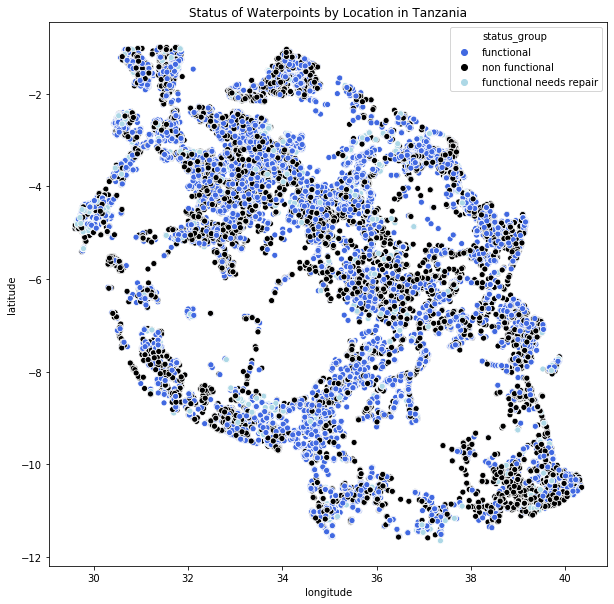 Status of Waterpoints by Location in Tanzania
status_group
functional
non functional
functional needs repair
latitude
−2
−4
−6
−8
−10
−12
30
32
34
36
38
40
longitude